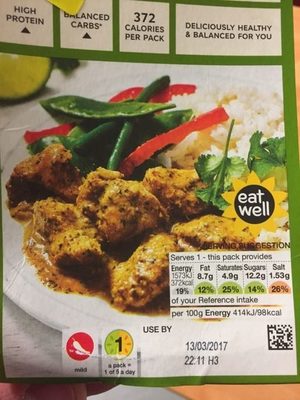 HIGH
PROTEIN
BALANCED
CARBS*
372
CALORIES
PER PACK
DELICIOUSLY HEALTHY
& BALANCED FOR YOU
eat
well
SERVING SUGGESTION
Serves 1 - this pack provides
Energy Fat Saturates Sugars Salt
1573kJ 8.7g 4.9g 12.2g 1.53g
372kcal
19% 12% 25% 14% 26%
of your Reference intake
per 100g Energy 414kJ/98kcal
mild
1
a pack =
1 of 5 a day
USE BY
13/03/2017
22:11 H3